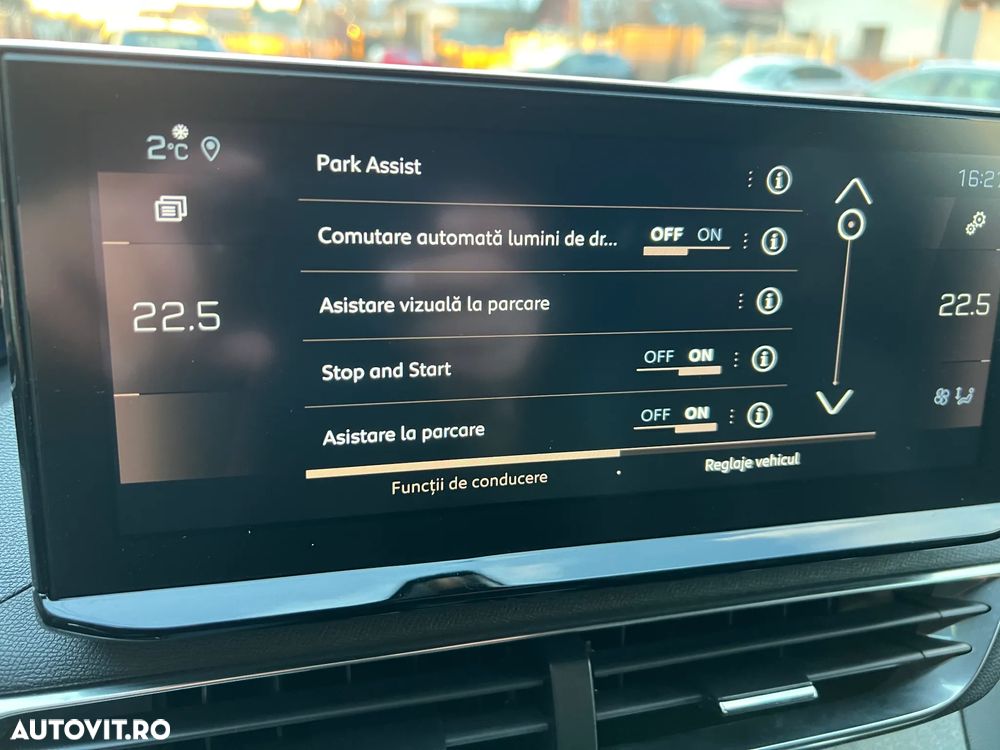 2°C
Park Assist
16:2
Comutare automată lumini de dr... OFF ON
22.5
Asistare vizuală la parcare
22.5
Stop and Start OFF ON
Asistare la parcare OFF ON
Funcții de conducere
Reglaje vehicul
AUTOVIT.RO